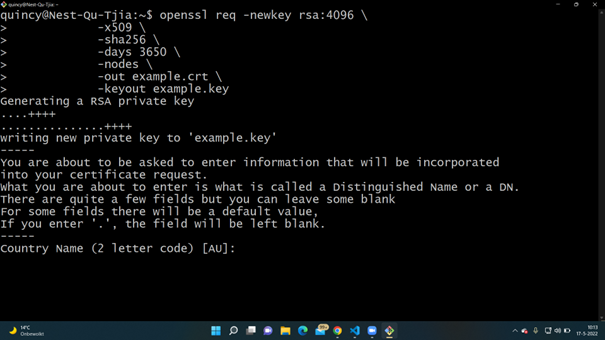 quincy@Nest-Qu-Tjia: ~
quincy@Nest-Qu-Tjia:~$ openssl req -newkey rsa:4096 \
> -x509 \
> -sha256 \
> -days 3650 \
> -nodes \
> -out example.crt \
> -keyout example.key
Generating a RSA private key
....++++
...............++++
writing new private key to 'example.key'
-----
You are about to be asked to enter information that will be incorporated
into your certificate request.
What you are about to enter is what is called a Distinguished Name or a DN.
There are quite a few fields but you can leave some blank
For some fields there will be a default value,
If you enter '.', the field will be left blank.
-----
Country Name (2 letter code) [AU]:
14°C
Onbewolkt
10:13
17-5-2022